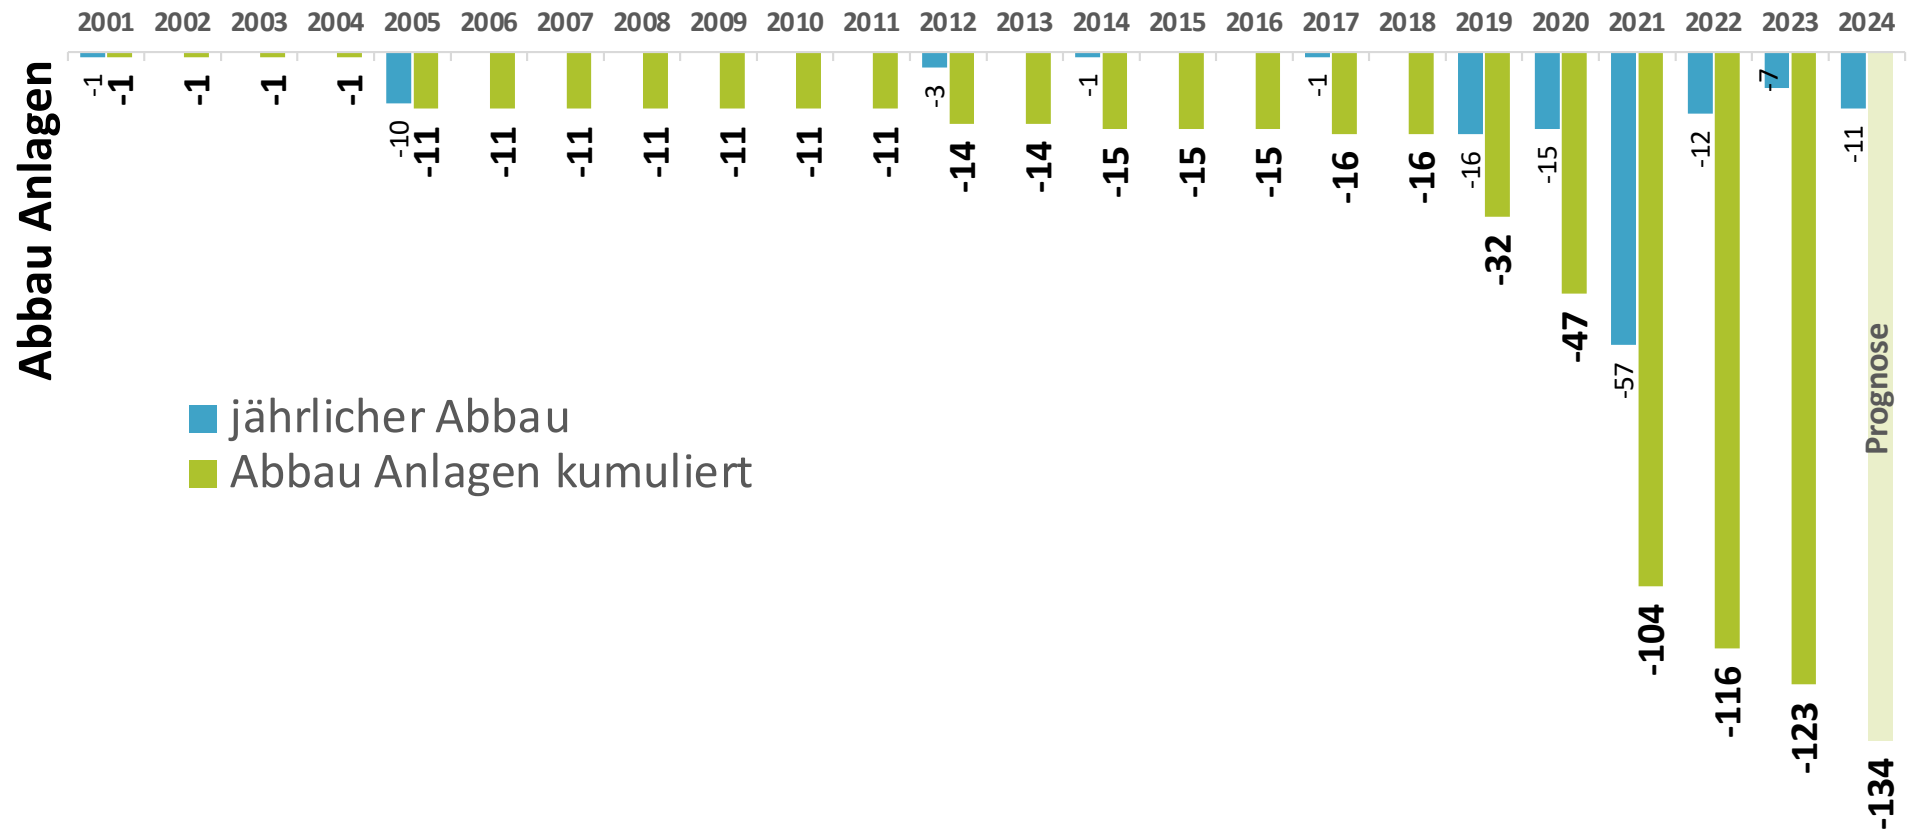 2001 2002 2003 2004 2005 2006 2007 2008 2009 2010 2011 2012 2013 2014 2015 2016 2017 2018 2019 2020 2021 2022 2023 2024
Abbau Anlagen
-1 -10 -3 -1 -1 -16 -15 -57 -12 -7 -11
-1 -1 -1 -1 -11 -11 -11 -11 -11 -11 -11 -14 -14 -15 -15 -15 -16 -16 -32 -47 -104 -116 -123 -134
Prognose
jährlicher Abbau
Abbau Anlagen kumuliert